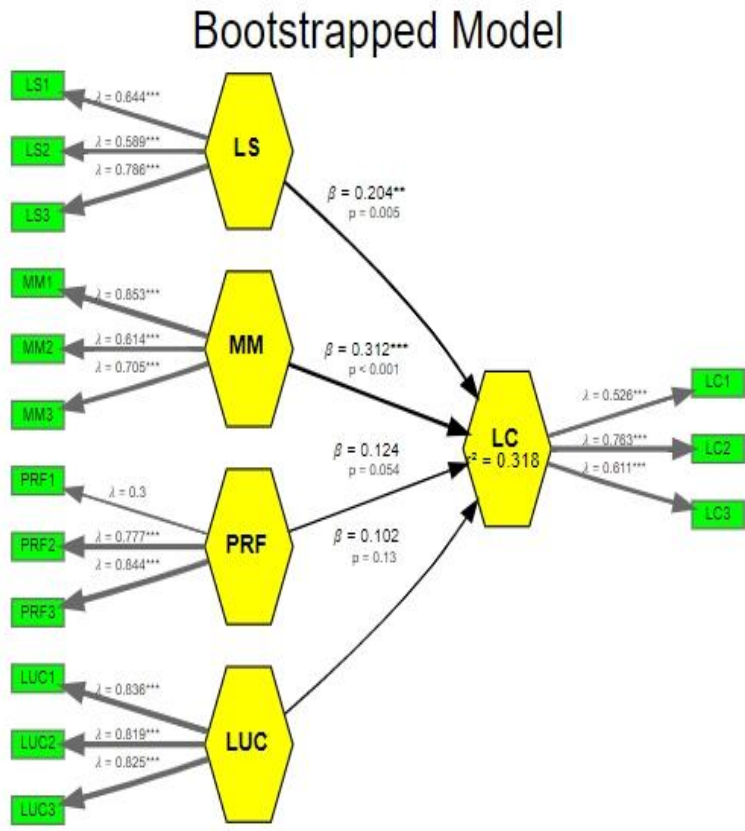 Bootstrapped Model
LS1
λ = 0.644***
LS2
λ = 0.589***
LS3
λ = 0.786***
LS
β = 0.204**
p = 0.005
MM1
λ = 0.853***
MM2
λ = 0.614***
MM3
λ = 0.705***
MM
β = 0.312***
p < 0.001
PRF1
λ = 0.3
PRF2
λ = 0.777***
PRF3
λ = 0.844***
PRF
β = 0.124
p = 0.054
LUC1
λ = 0.836***
LUC2
λ = 0.819***
LUC3
λ = 0.825***
LUC
β = 0.102
p = 0.13
LC
r² = 0.318
λ = 0.526***
LC1
λ = 0.763***
LC2
λ = 0.611***
LC3